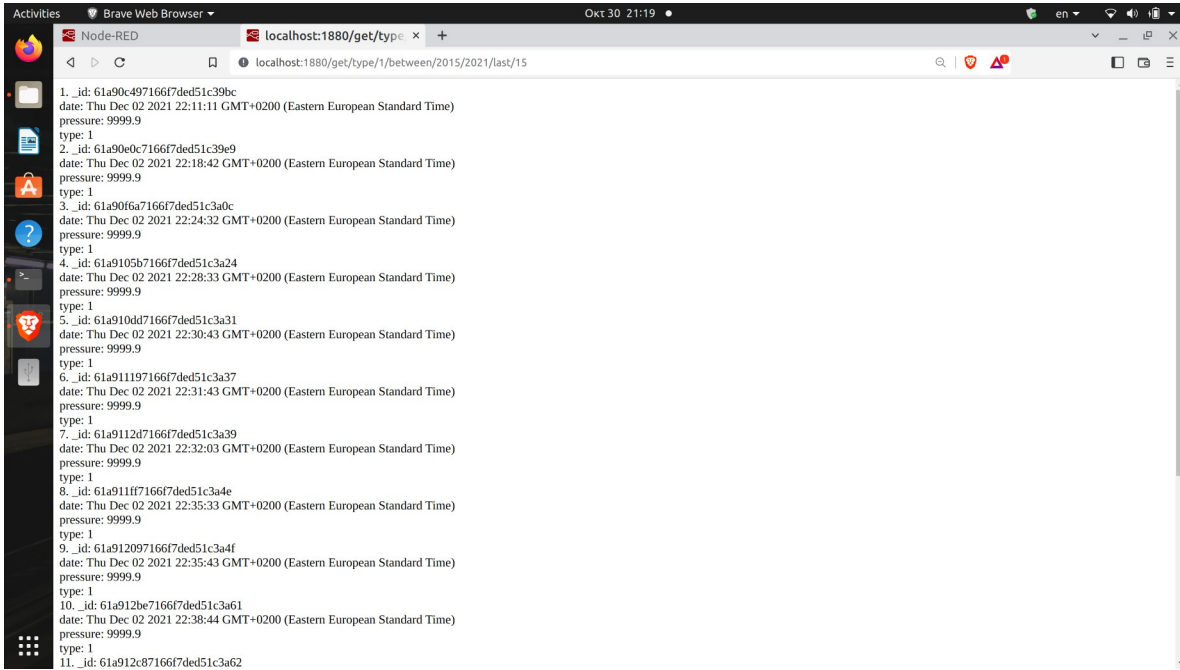 Activities Brave Web Browser Окт 30 21:19 en
Node-RED localhost:1880/get/type
localhost:1880/get/type/1/between/2015/2021/last/15
1. _id: 61a90c497166f7ded51c39bc
date: Thu Dec 02 2021 22:11:11 GMT+0200 (Eastern European Standard Time)
pressure: 9999.9
type: 1
2. _id: 61a90e0c7166f7ded51c39e9
date: Thu Dec 02 2021 22:18:42 GMT+0200 (Eastern European Standard Time)
pressure: 9999.9
type: 1
3. _id: 61a90f6a7166f7ded51c3a0c
date: Thu Dec 02 2021 22:24:32 GMT+0200 (Eastern European Standard Time)
pressure: 9999.9
type: 1
4. _id: 61a9105b7166f7ded51c3a24
date: Thu Dec 02 2021 22:28:33 GMT+0200 (Eastern European Standard Time)
pressure: 9999.9
type: 1
5. _id: 61a910dd7166f7ded51c3a31
date: Thu Dec 02 2021 22:30:43 GMT+0200 (Eastern European Standard Time)
pressure: 9999.9
type: 1
6. _id: 61a911197166f7ded51c3a37
date: Thu Dec 02 2021 22:31:43 GMT+0200 (Eastern European Standard Time)
pressure: 9999.9
type: 1
7. _id: 61a9112d7166f7ded51c3a39
date: Thu Dec 02 2021 22:32:03 GMT+0200 (Eastern European Standard Time)
pressure: 9999.9
type: 1
8. _id: 61a911ff7166f7ded51c3a4e
date: Thu Dec 02 2021 22:35:33 GMT+0200 (Eastern European Standard Time)
pressure: 9999.9
type: 1
9. _id: 61a912097166f7ded51c3a4f
date: Thu Dec 02 2021 22:35:43 GMT+0200 (Eastern European Standard Time)
pressure: 9999.9
type: 1
10. _id: 61a912be7166f7ded51c3a61
date: Thu Dec 02 2021 22:38:44 GMT+0200 (Eastern European Standard Time)
pressure: 9999.9
type: 1
11. _id: 61a912c87166f7ded51c3a62